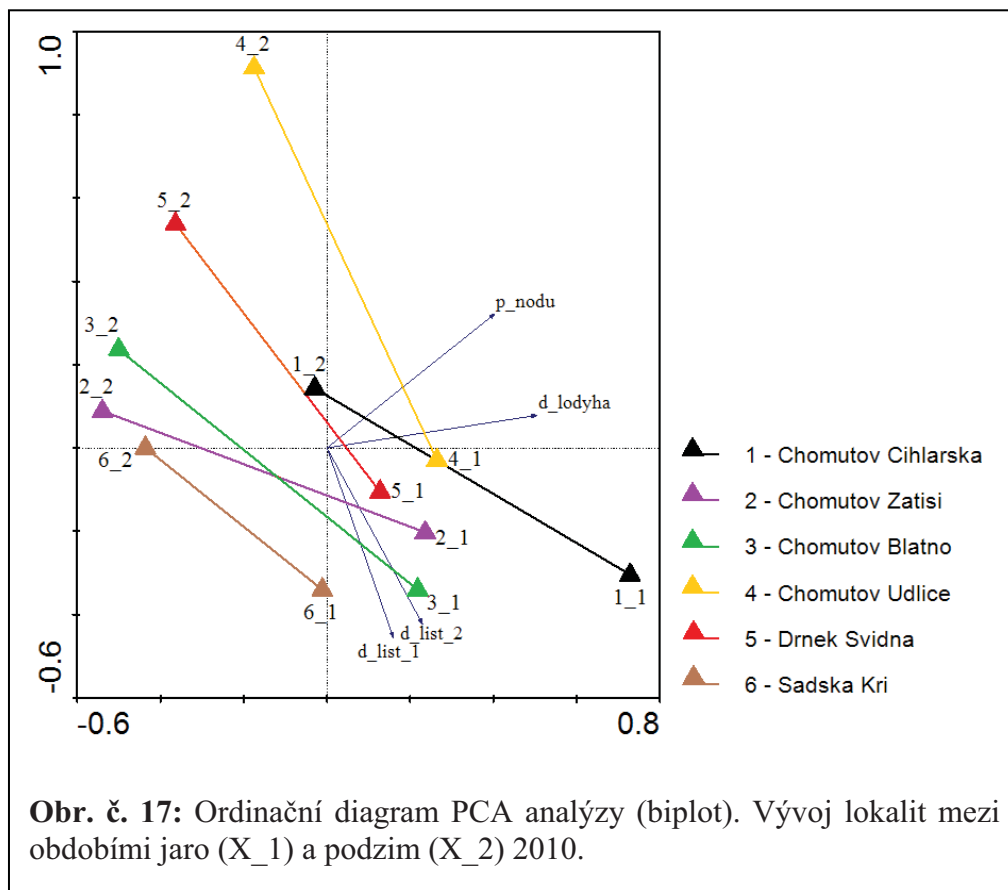 1.0
-0.6
-0.6
0.8
4_2
5_2
p_nodu
3_2
1_2
2_2
d_lodyha
6_2
4_1
5_1
2_1
6_1
3_1
1_1
d_list_2
d_list_1
1 - Chomutov Cihlarska
2 - Chomutov Zatisi
3 - Chomutov Blatno
4 - Chomutov Udlice
5 - Drnek Svidna
6 - Sadska Kri
Obr. č. 17: Ordinační diagram PCA analýzy (biplot). Vývoj lokalit mezi
obdobími jaro (X_1) a podzim (X_2) 2010.